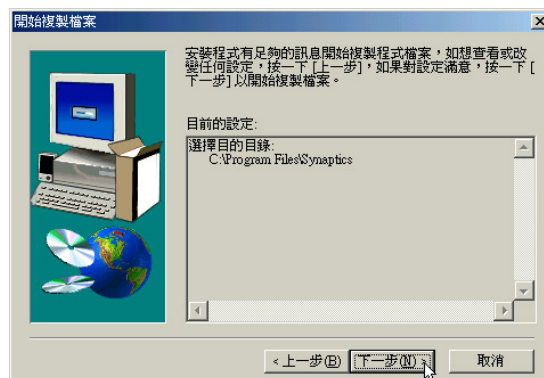 開始複製檔案
安裝程式有足夠的訊息開始複製程式檔案，如想查看或改
變任何設定，按一下 [上一步]，如果對設定滿意，按一下 [
下一步] 以開始複製檔案。
目前的設定:
選擇目的目錄:
C:\Program Files\Synaptics
<上一步(B) 下一步(N)> 取消